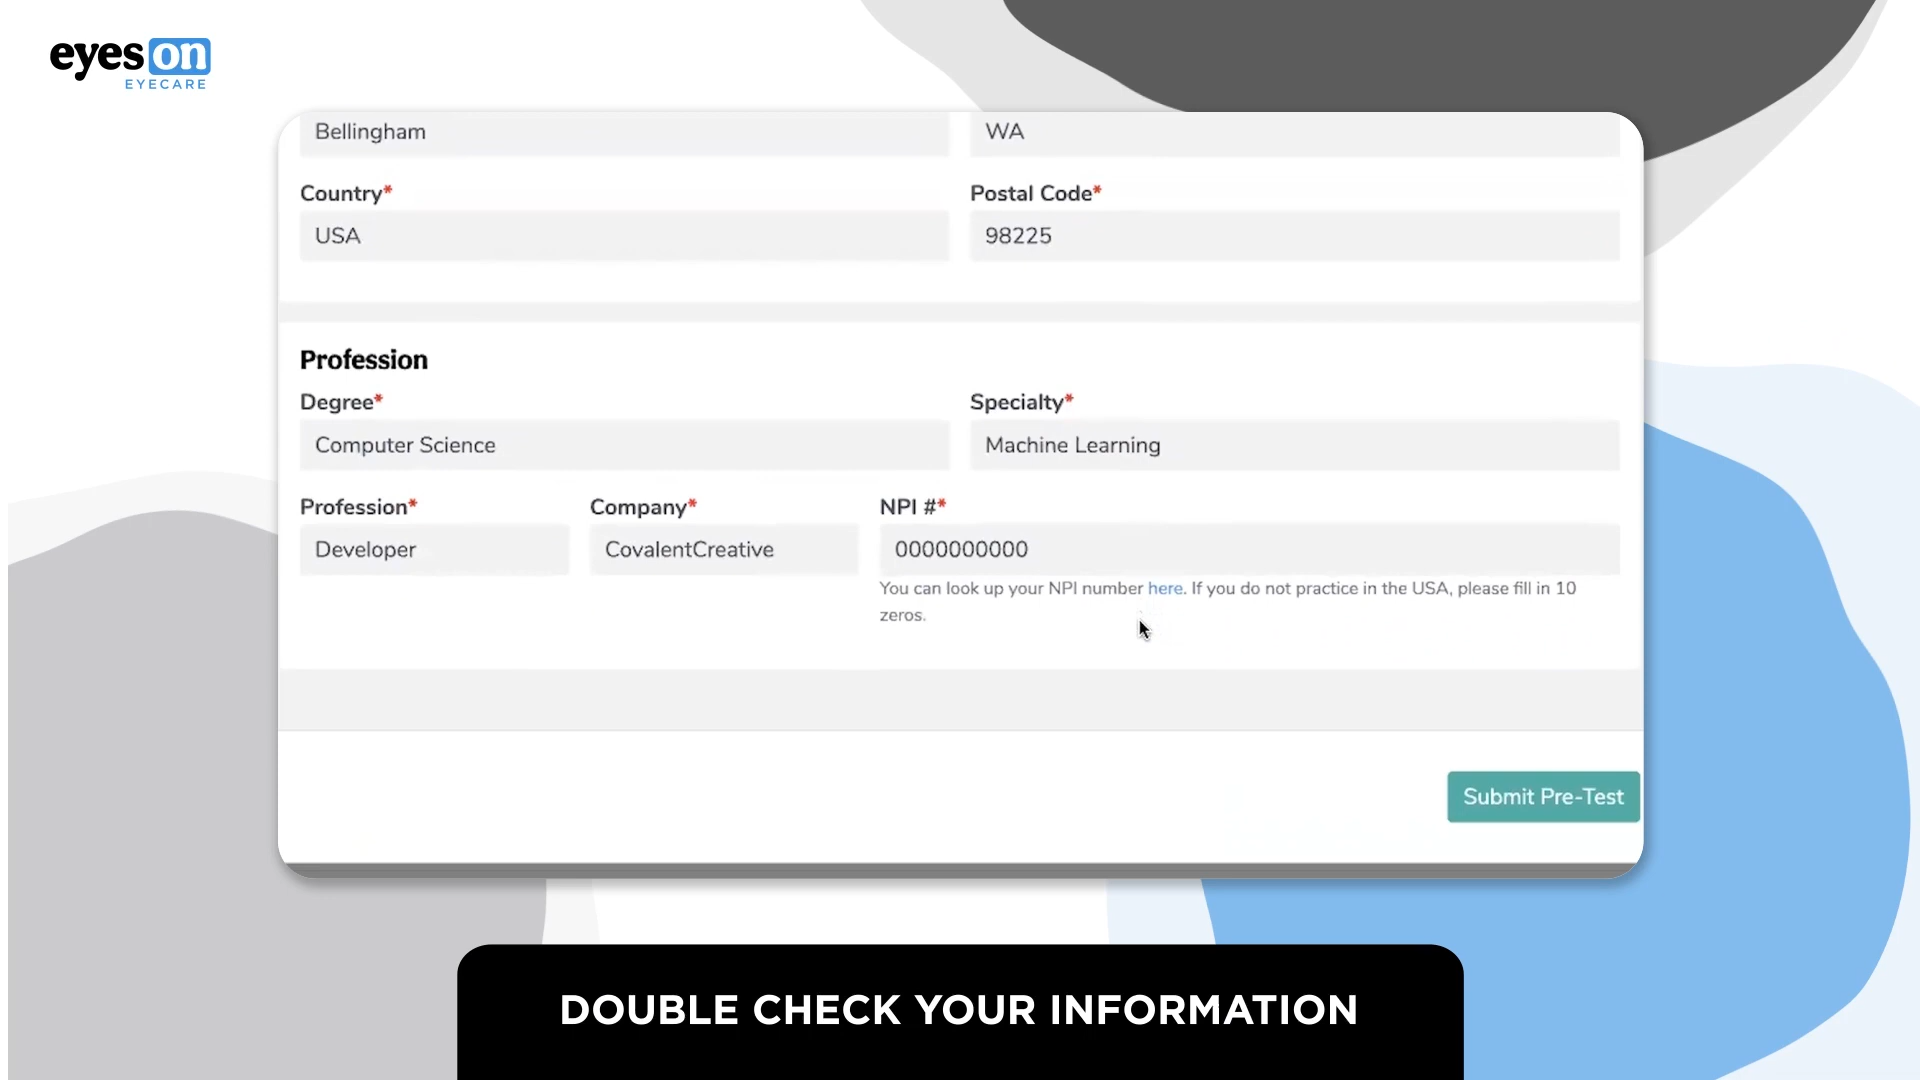 eyes on
EYECARE
Bellingham
WA
Country*
Postal Code*
USA
98225
Profession
Degree*
Specialty*
Computer Science
Machine Learning
Profession*
Company*
NPI #*
Developer
CovalentCreative
0000000000
You can look up your NPI number here. If you do not practice in the USA, please fill in 10
zeros.
Submit Pre-Test
DOUBLE CHECK YOUR INFORMATION